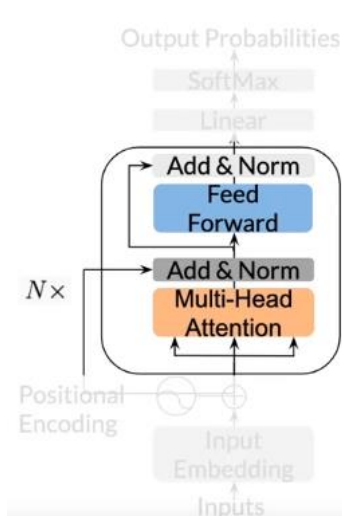 Output Probabilities
SoftMax
Linear
Add & Norm
Feed
Forward
Add & Norm
N×
Multi-Head
Attention
Positional
Encoding
Input
Embedding
Inputs